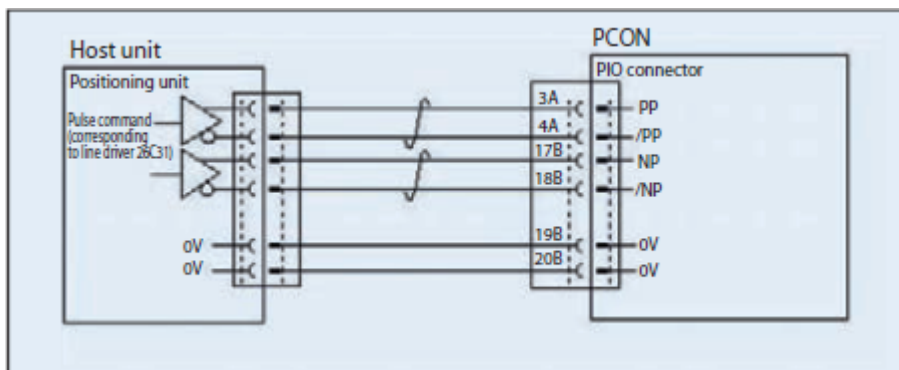 Host unit
PCON
Positioning unit
PIO connector
Pulse command
(corresponding
to line driver 26C31)
3A
PP
4A
/PP
17B
NP
18B
/NP
0V
19B
0V
0V
20B
0V